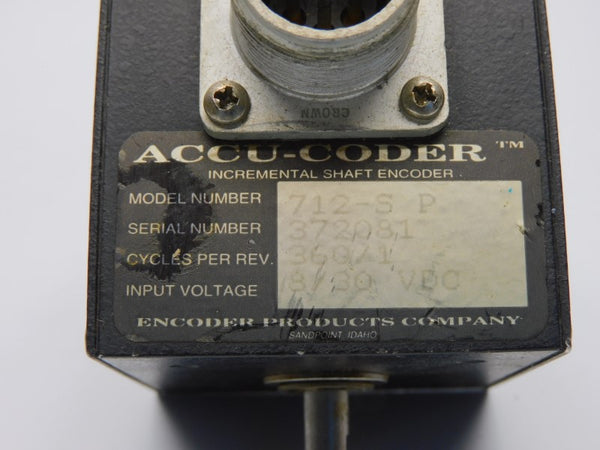 CROWN
ACCU-CODER ™
INCREMENTAL SHAFT ENCODER
MODEL NUMBER 712-S P
SERIAL NUMBER 372081
CYCLES PER REV. 360/1
INPUT VOLTAGE 8/30 VDC
ENCODER PRODUCTS COMPANY
SANDPOINT, IDAHO